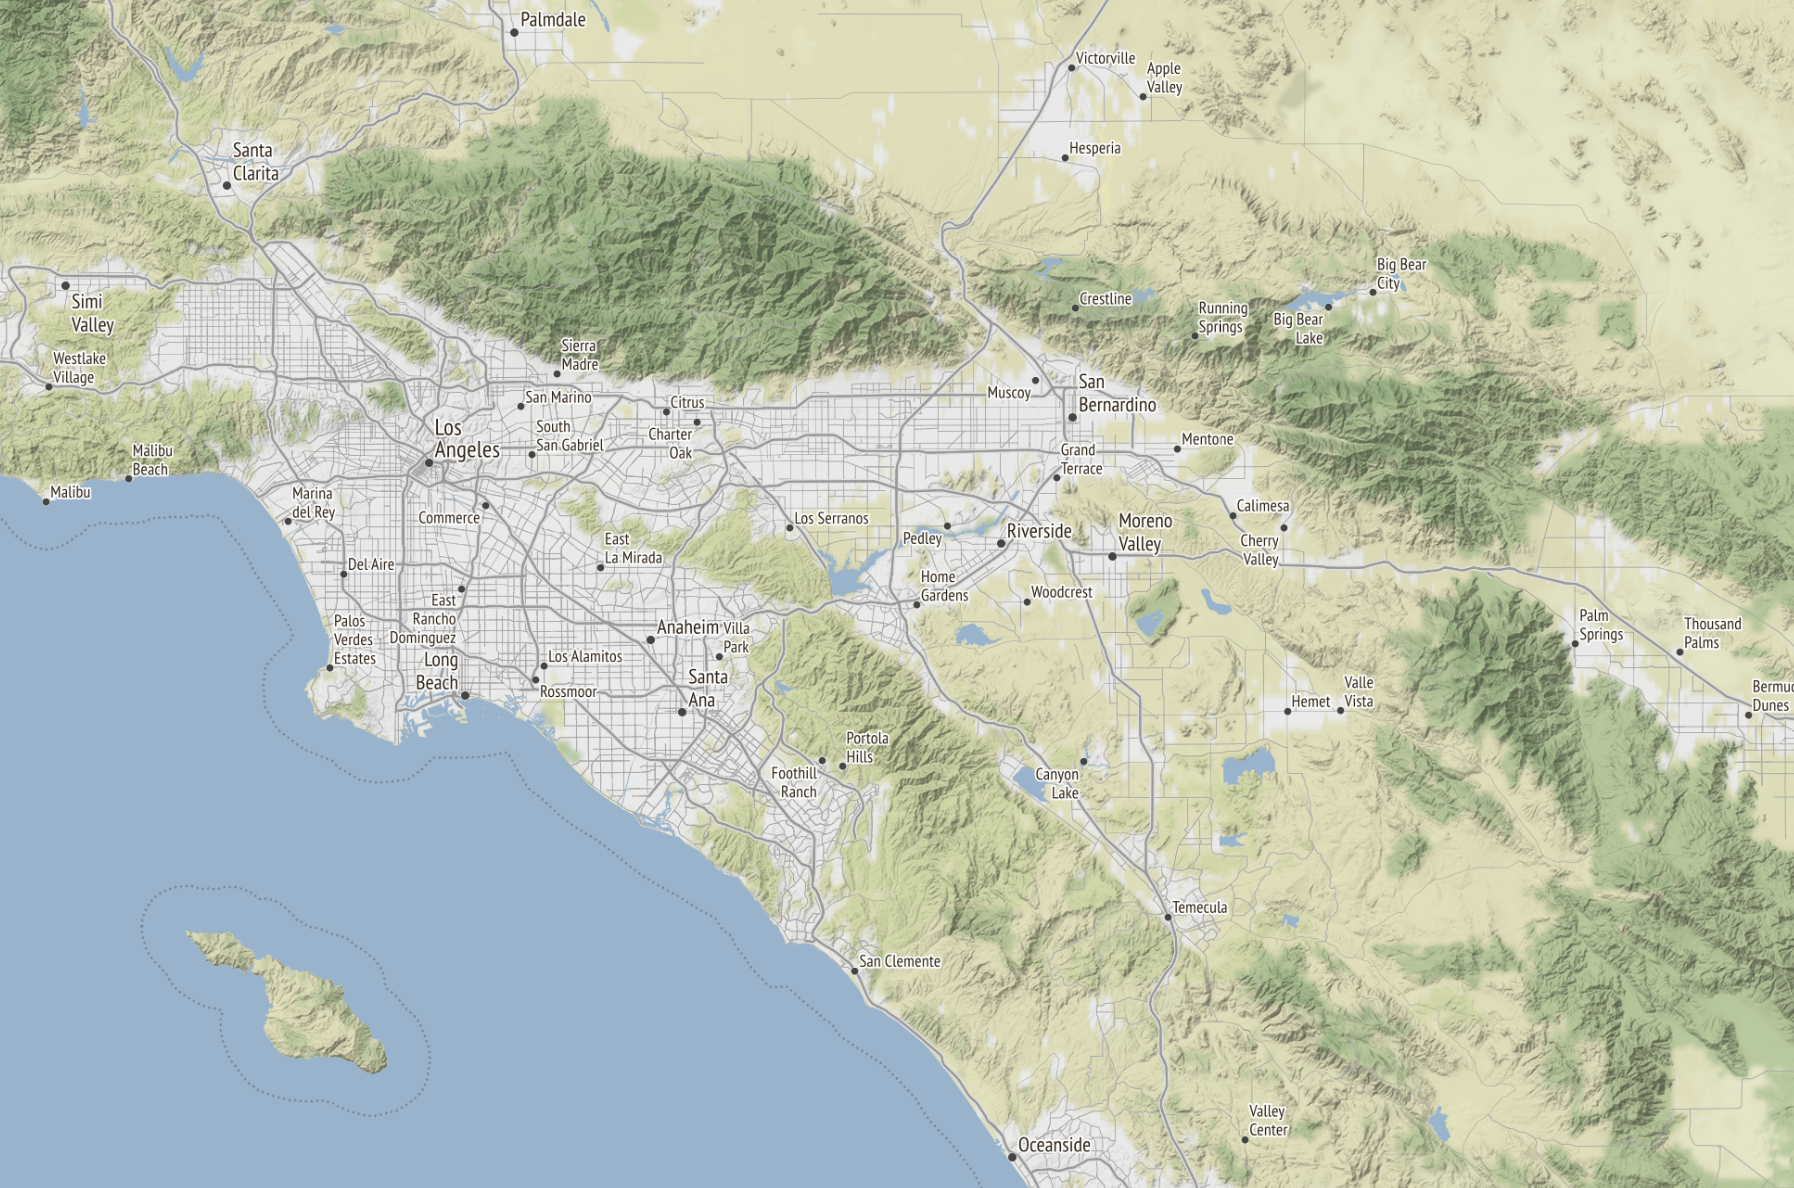 Palmdale
Victorville
Apple
Valley
Hesperia
Santa
Clarita
Simi
Valley
Big Bear
City
Crestline
Running
Springs
Big Bear
Lake
Westlake
Village
Sierra
Madre
San Marino
Citrus
Charter
Oak
Muscoy
San
Bernardino
Los
Angeles
South
San Gabriel
Mentone
Grand
Terrace
Malibu
Beach
Malibu
Marina
del Rey
Commerce
Los Serranos
Calimesa
Cherry
Valley
Pedley
Riverside
Moreno
Valley
East
La Mirada
Del Aire
Home
Gardens
Woodcrest
East
Rancho
Dominguez
Palos
Verdes
Estates
Anaheim
Villa
Park
Palm
Springs
Thousand
Palms
Los Alamitos
Long
Beach
Rossmoor
Santa
Ana
Hemet
Valle
Vista
Bermu
Dunes
Portola
Hills
Foothill
Ranch
Canyon
Lake
Temecula
San Clemente
Valley
Center
Oceanside